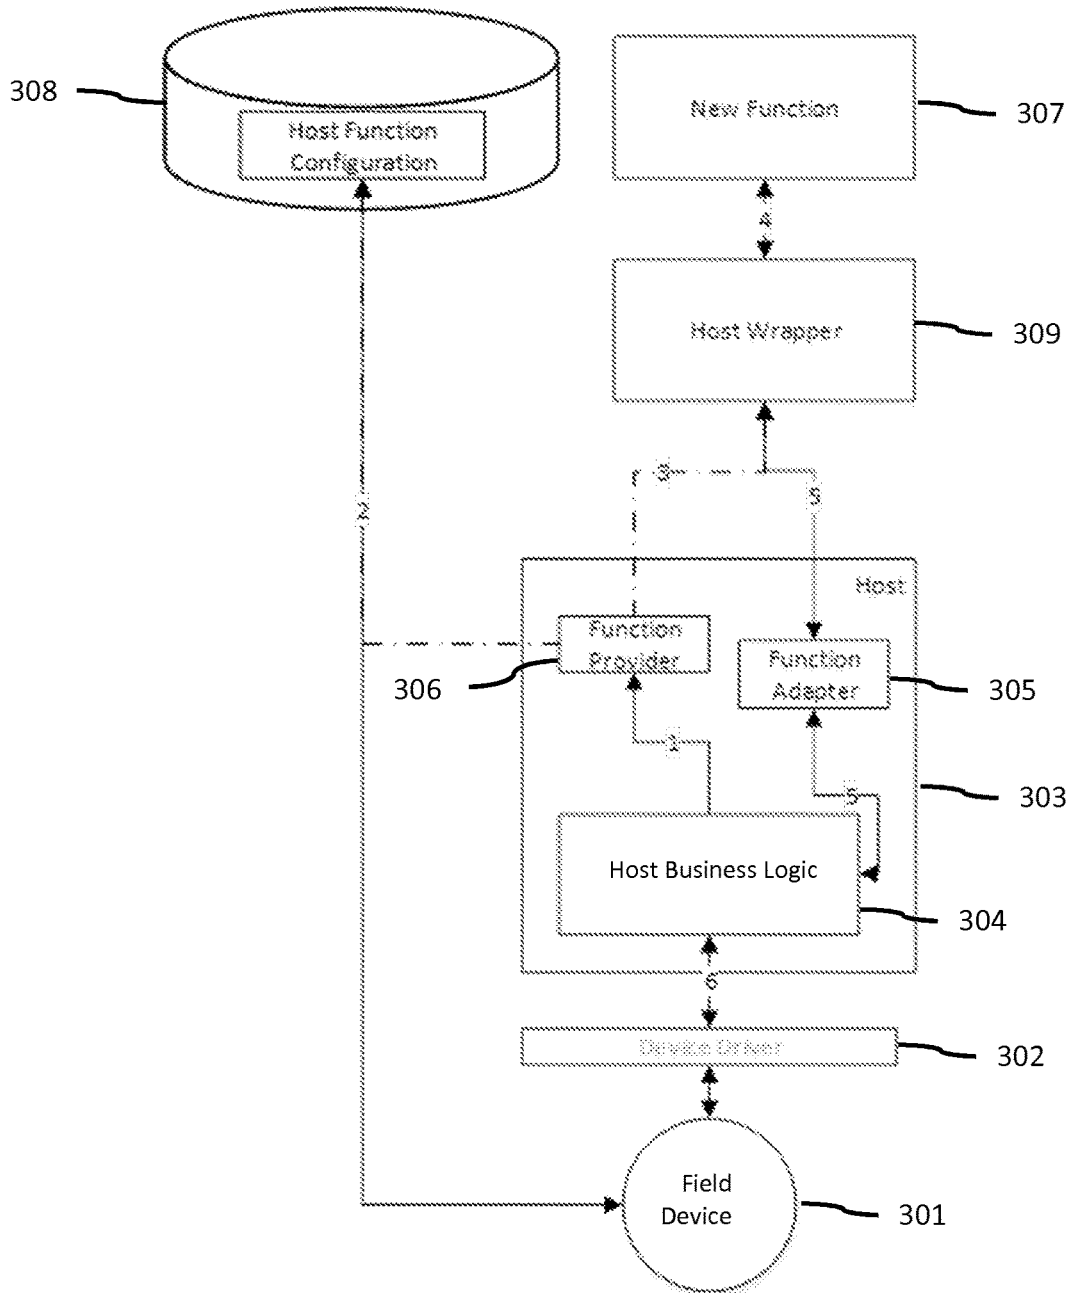 308
Host Function
Configuration
New Function
307
4
Host Wrapper
309
3
5
2
Host
Function
Provider
306
Function
Adapter
305
1
303
5
Host Business Logic
304
6
Device Driver
302
Field
Device
301